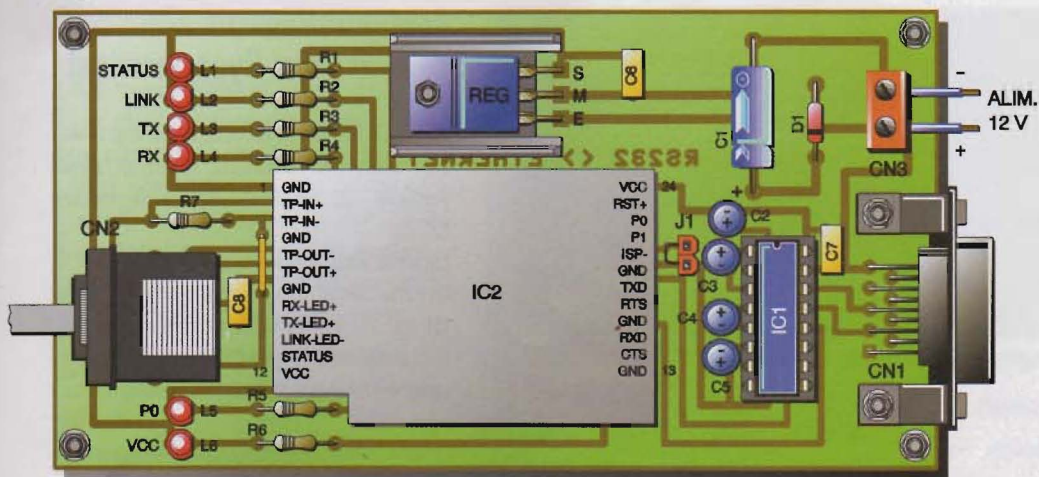 STATUS L1 R1
LINK L2 R2
TX L3 R3
RX L4 R4
REG
S
M
E
C8
C1
D1
-
ALIM.
12 V
+
CN3
RS232 < > ETHERNET
1
GND
TP-IN+
TP-IN-
GND
TP-OUT-
TP-OUT+
GND
RX-LED+
TX-LED+
LINK-LED-
STATUS
12 VCC
IC2
VCC 24
RST+
P0
P1
ISP-
GND
TXD
RTS
GND
RXD
CTS
GND 13
CN2
R7
C8
J1
+
C2
C3
C4
C5
IC1
C7
CN1
P0 L5 R5
VCC L6 R6